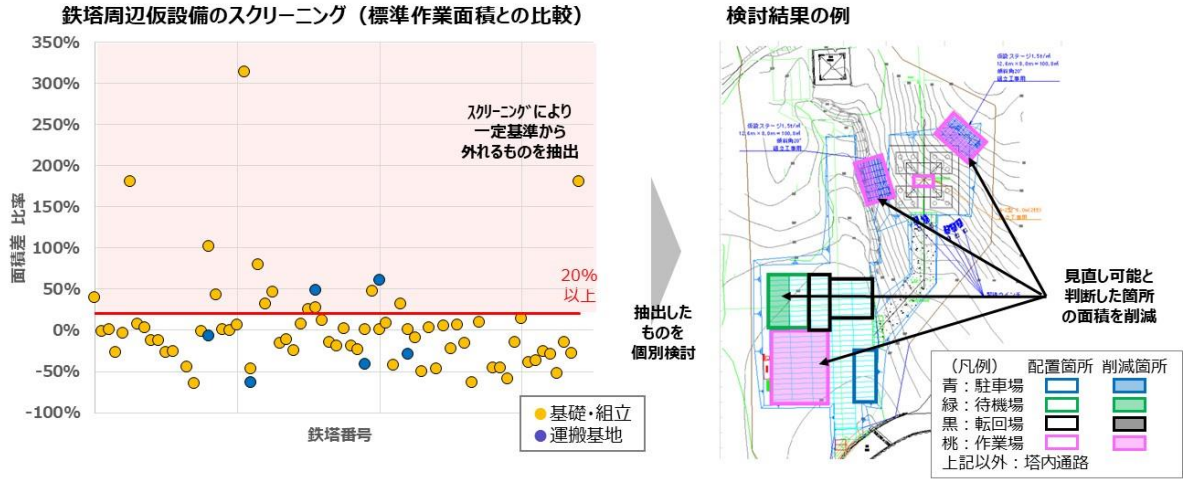 鉄塔周辺仮設備のスクリーニング（標準作業面積との比較）
350%
300%
250%
200%
150%
100%
50%
0%
-50%
-100%
面積差 比率
鉄塔番号
ｽｸﾘｰﾆﾝｸﾞにより
一定基準から
外れるものを抽出
20%
以上
基礎・組立
運搬基地
抽出した
ものを
個別検討
検討結果の例
見直し可能と
判断した箇所
の面積を削減
（凡例） 配置箇所 削減箇所
青：駐車場
緑：待機場
黒：転回場
桃：作業場
上記以外：塔内通路